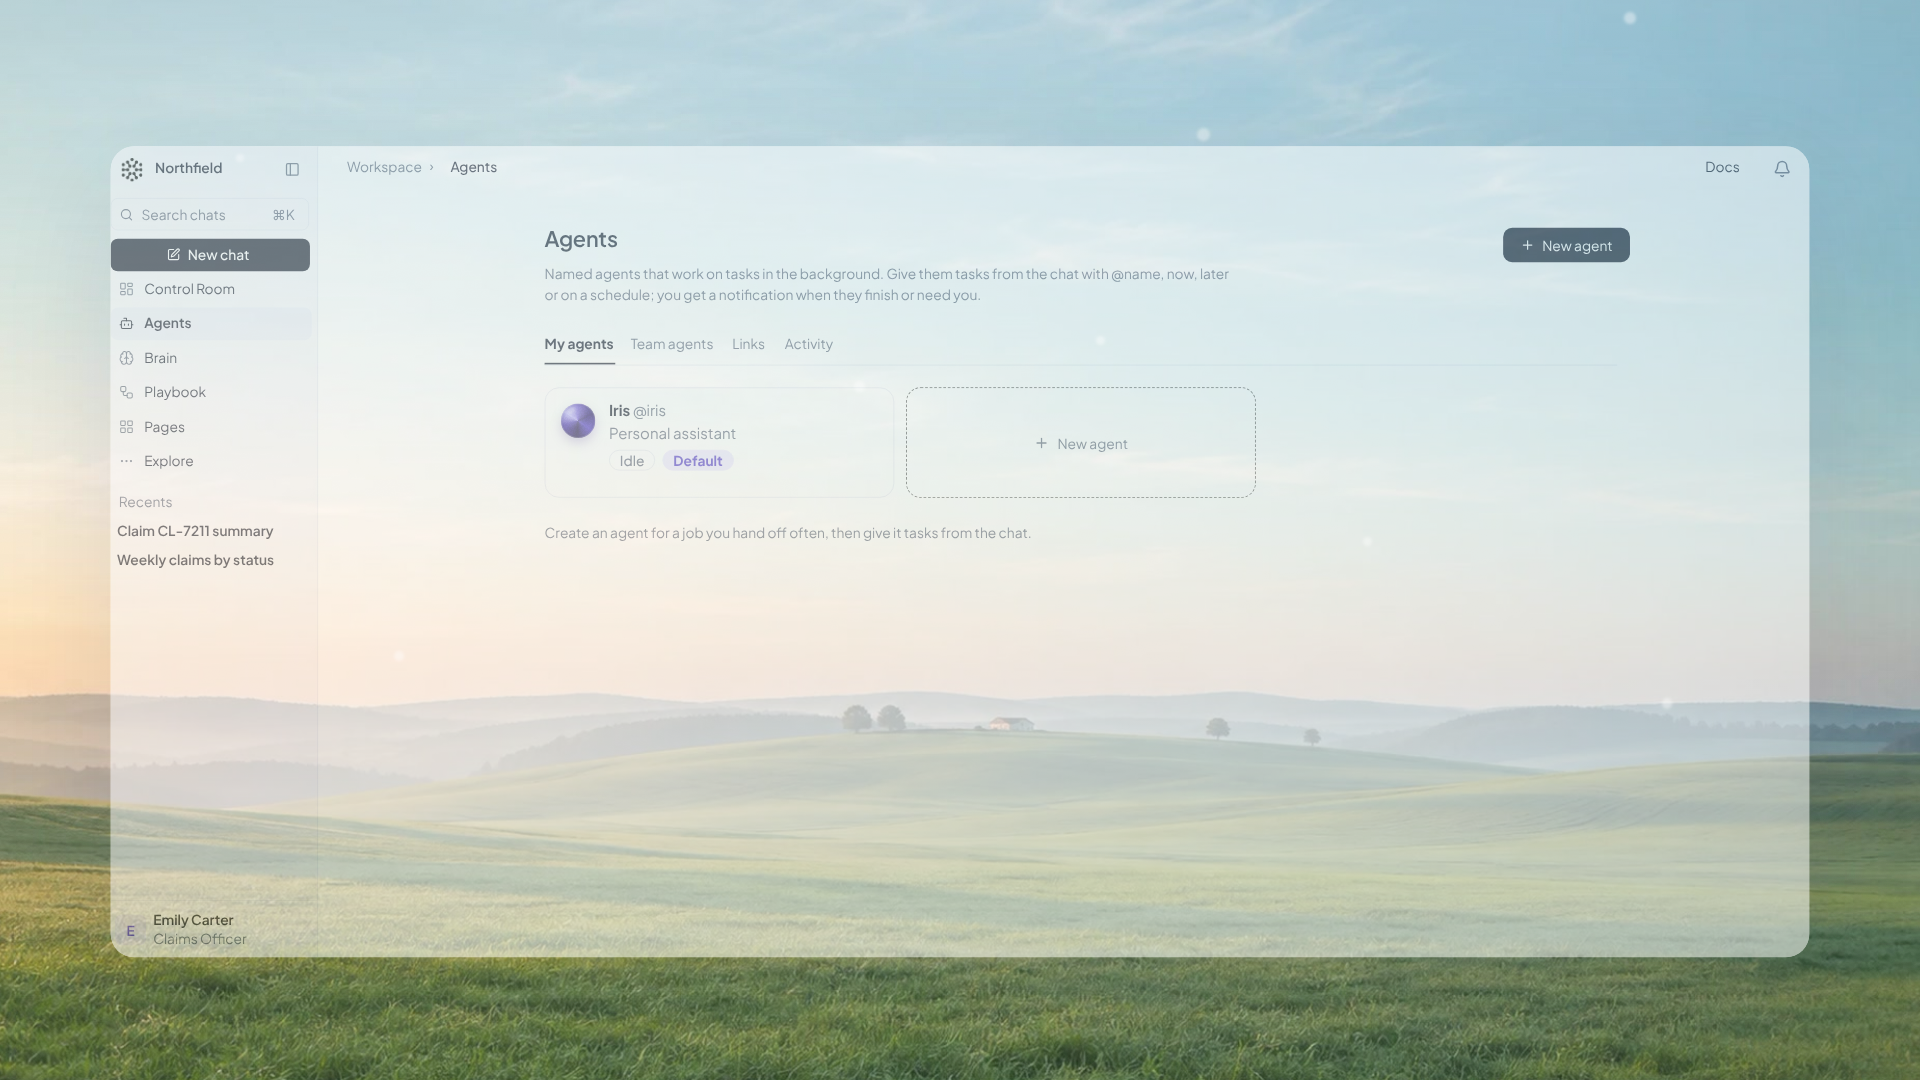 Northfield
Search chats ⌘K
New chat
Control Room
Agents
Brain
Playbook
Pages
Explore
Recents
Claim CL-7211 summary
Weekly claims by status
E
Emily Carter
Claims Officer
Workspace › Agents
Docs
Agents
New agent
Named agents that work on tasks in the background. Give them tasks from the chat with @name, now, later
or on a schedule; you get a notification when they finish or need you.
My agents Team agents Links Activity
Iris @iris
Personal assistant
Idle Default
New agent
Create an agent for a job you hand off often, then give it tasks from the chat.